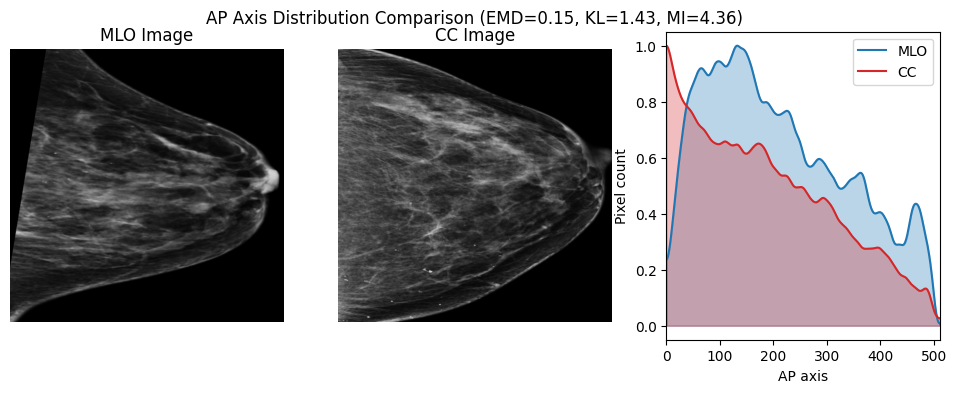 AP Axis Distribution Comparison (EMD=0.15, KL=1.43, MI=4.36)
MLO Image
CC Image
MLO
CC
Pixel count
1.0
0.8
0.6
0.4
0.2
0.0
0 100 200 300 400 500
AP axis